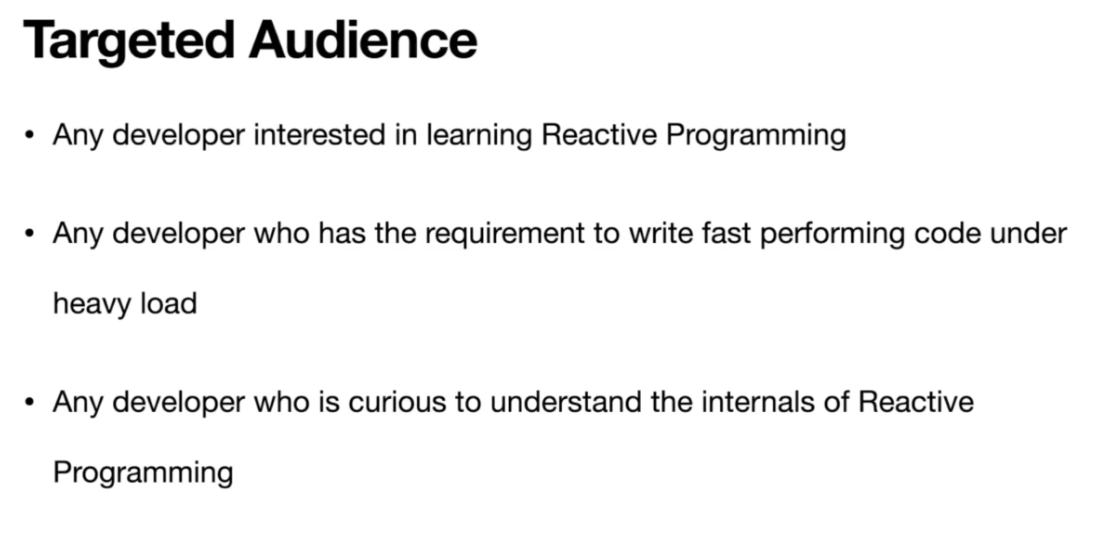 Targeted Audience
• Any developer interested in learning Reactive Programming
• Any developer who has the requirement to write fast performing code under
heavy load
• Any developer who is curious to understand the internals of Reactive
Programming